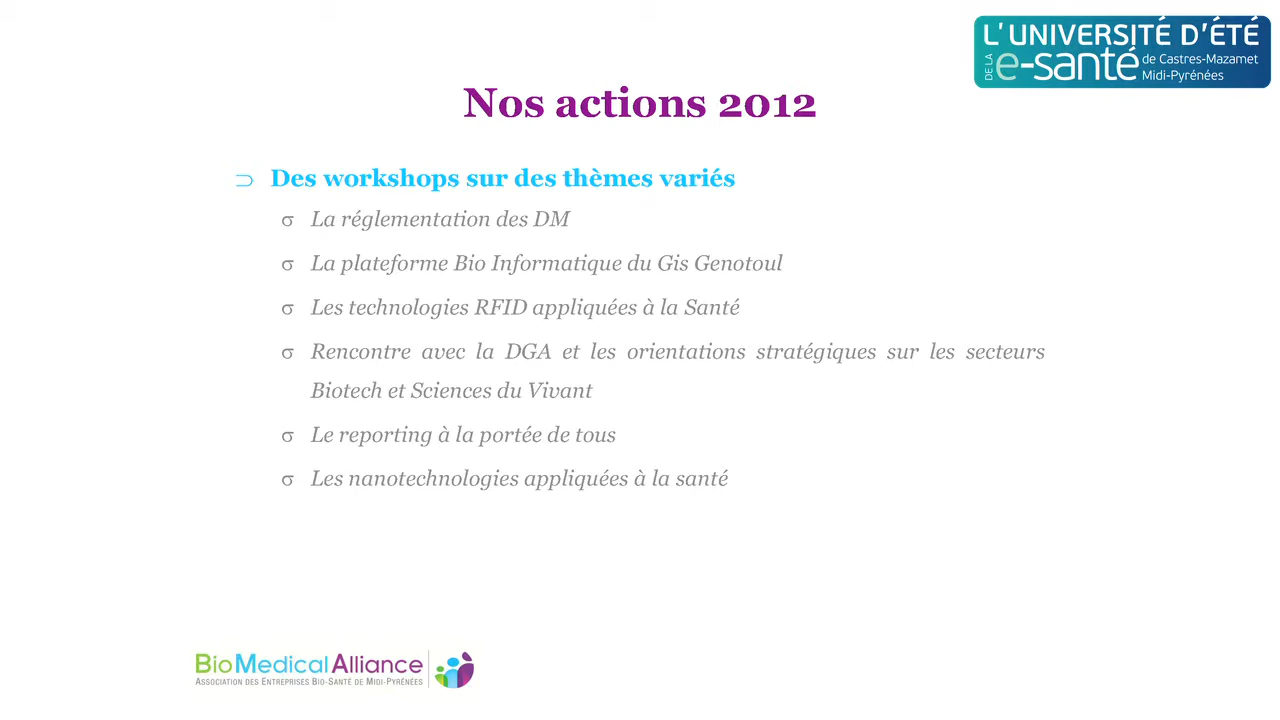 L'UNIVERSITÉ D'ÉTÉ
DE LA e-santé de Castres-Mazamet
Midi-Pyrénées
Nos actions 2012
⊃ Des workshops sur des thèmes variés
σ La réglementation des DM
σ La plateforme Bio Informatique du Gis Genotoul
σ Les technologies RFID appliquées à la Santé
σ Rencontre avec la DGA et les orientations stratégiques sur les secteurs
Biotech et Sciences du Vivant
σ Le reporting à la portée de tous
σ Les nanotechnologies appliquées à la santé
BioMedicalAlliance
ASSOCIATION DES ENTREPRISES BIO-SANTÉ DE MIDI-PYRÉNÉES